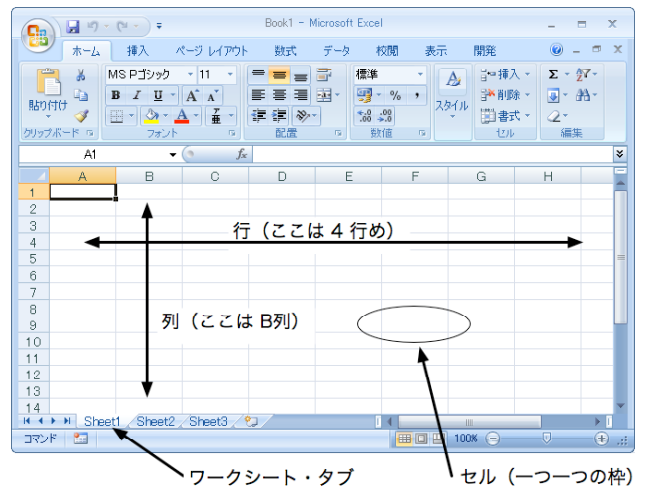 Book1 - Microsoft Excel
ホーム 挿入 ページ レイアウト 数式 データ 校閲 表示 開発
貼り付け
クリップボード
MS Pゴシック 11
B I U A A
A 亜
フォント
配置
標準
% ,
.0 .00 .00 .0
数値
A
スタイル
挿入
削除
書式
セル
Σ
編集
A1 fx
A B C D E F G H
1
2
3
行（ここは 4 行め）
4
5
6
7
8
列（ここは B列）
9
10
11
12
13
14
Sheet1 Sheet2 Sheet3
コマンド 100%
ワークシート・タブ
セル（一つ一つの枠）